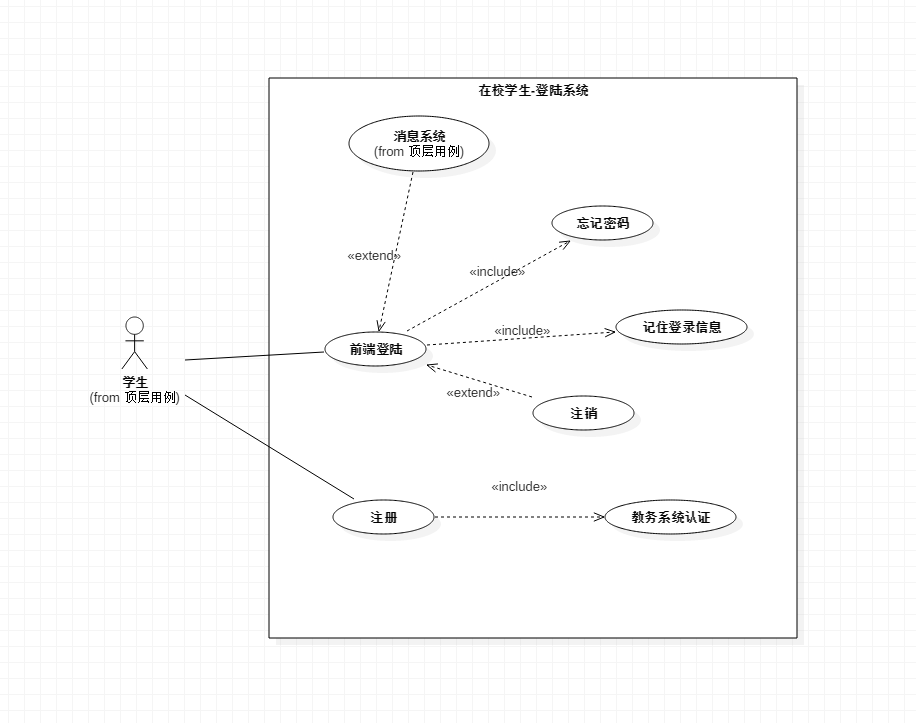 在校学生-登陆系统
消息系统
(from 顶层用例)
忘记密码
«extend»
«include»
记住登录信息
«include»
前端登陆
学生
(from 顶层用例)
«extend»
注销
«include»
注册
教务系统认证